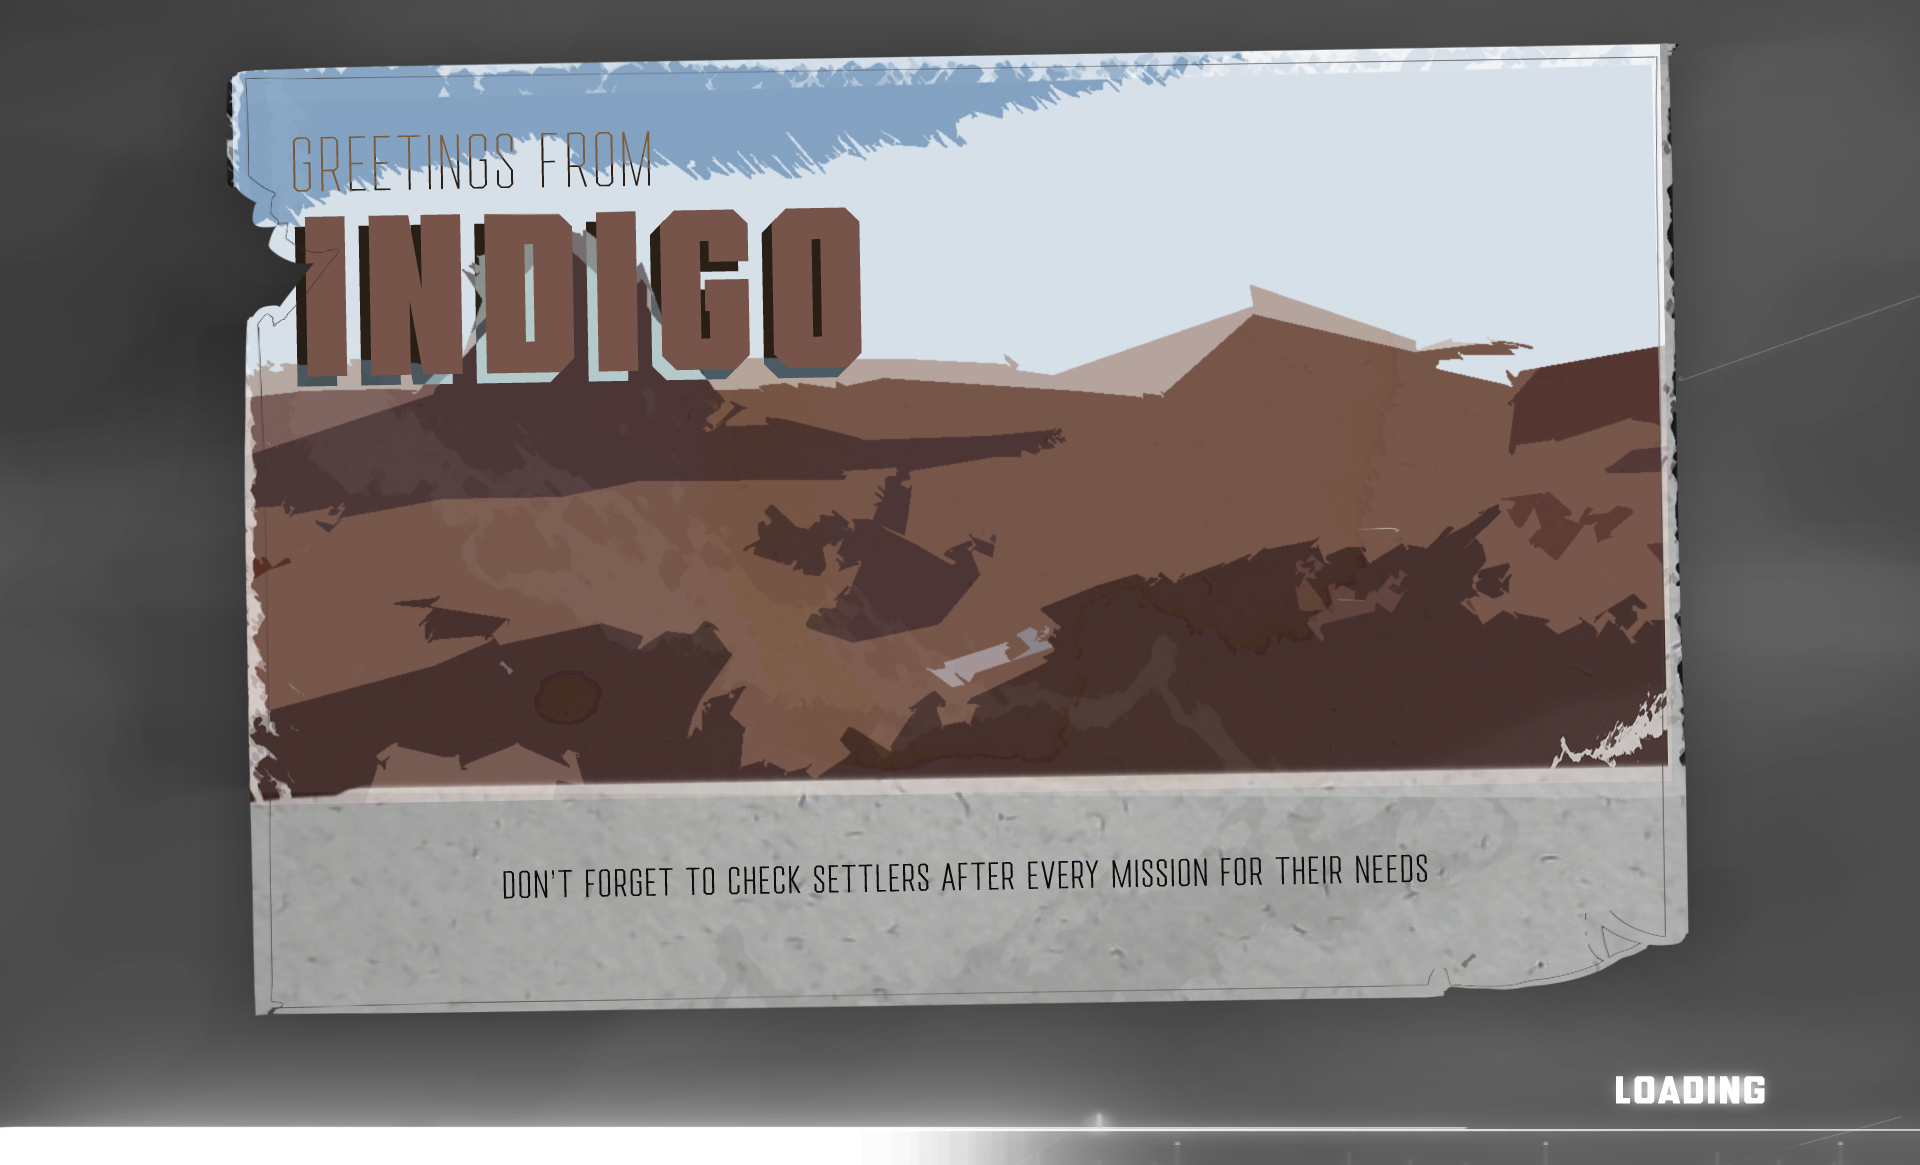 GREETINGS FROM
INDIGO
DON'T FORGET TO CHECK SETTLERS AFTER EVERY MISSION FOR THEIR NEEDS
LOADING